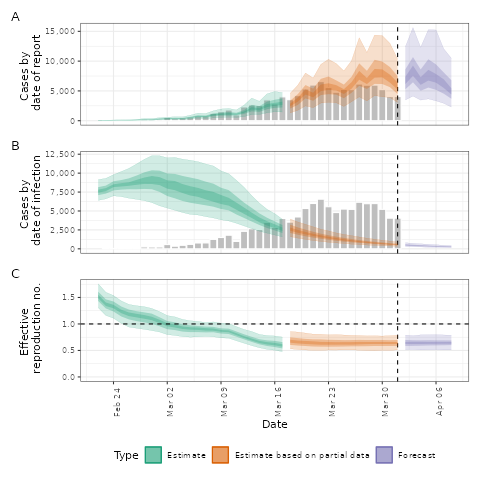 A
Cases by
date of report
15,000
10,000
5,000
0
B
Cases by
date of infection
12,500
10,000
7,500
5,000
2,500
0
C
Effective
reproduction no.
1.5
1.0
0.5
0.0
Feb 24
Mar 02
Mar 09
Mar 16
Mar 23
Mar 30
Apr 06
Date
Type
Estimate
Estimate based on partial data
Forecast